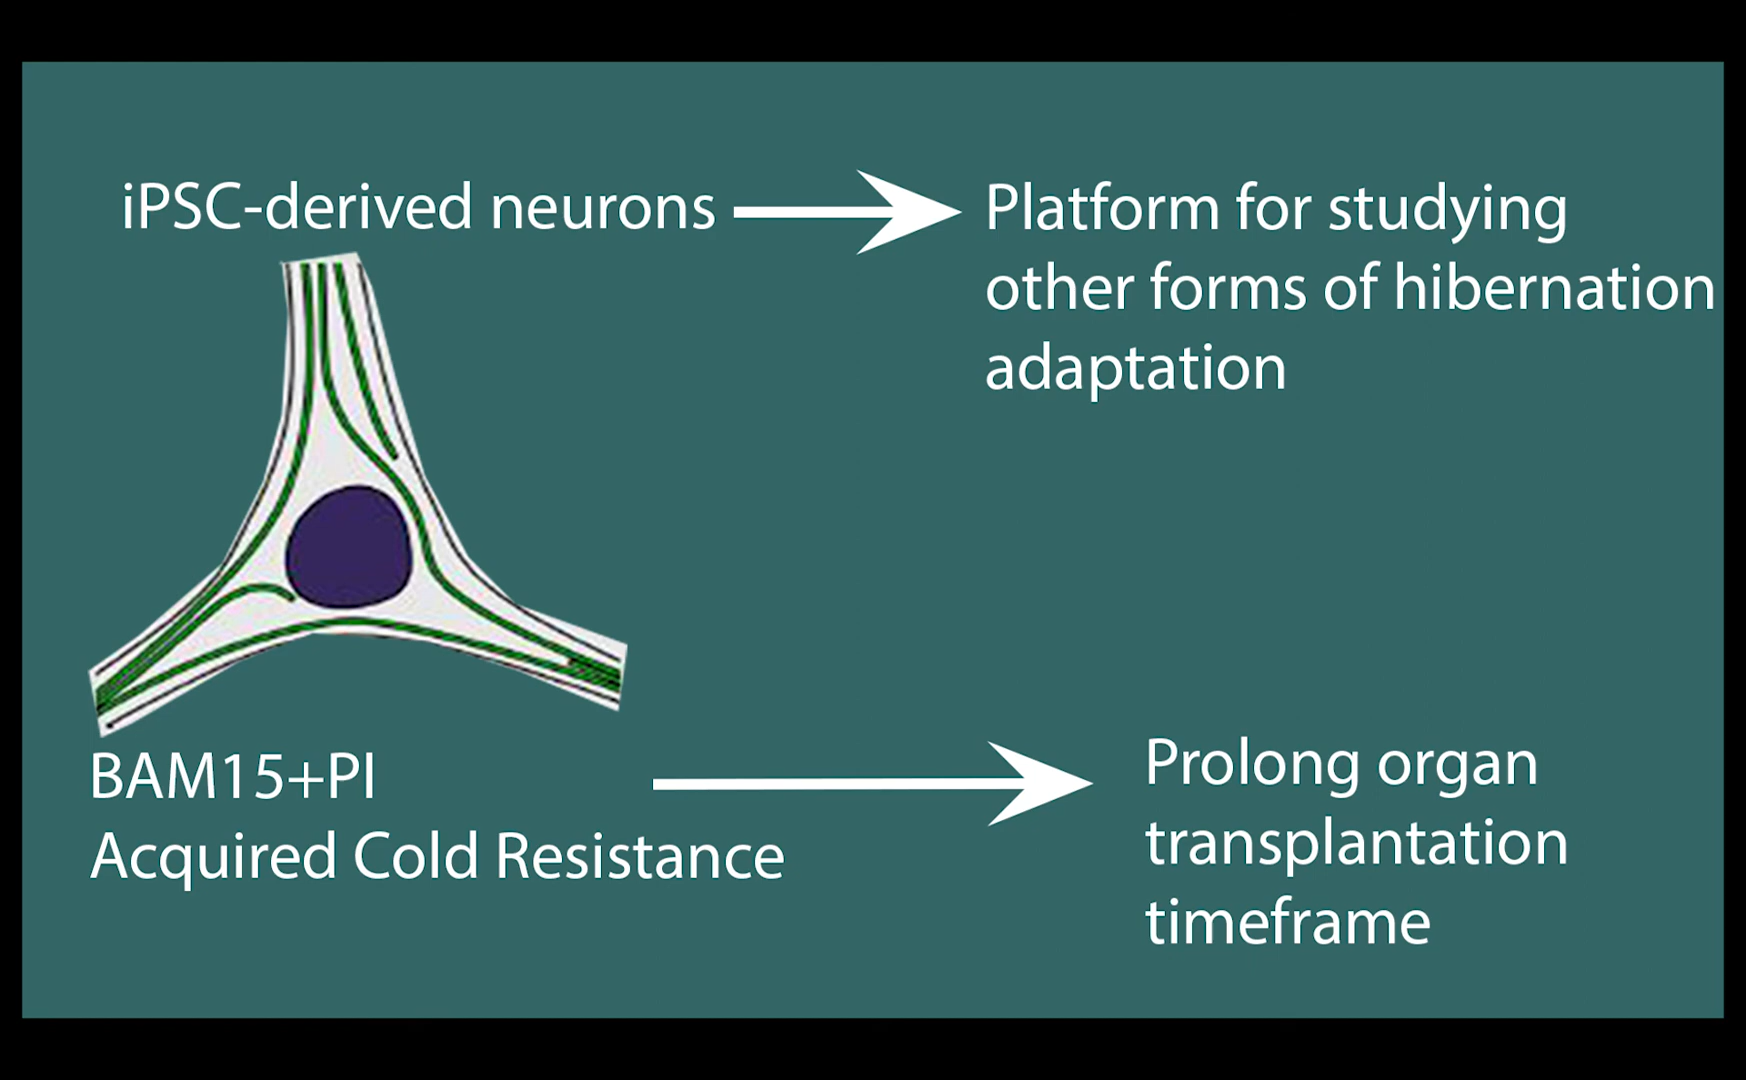 iPSC-derived neurons
Platform for studying
other forms of hibernation
adaptation
BAM15+PI
Acquired Cold Resistance
Prolong organ
transplantation
timeframe